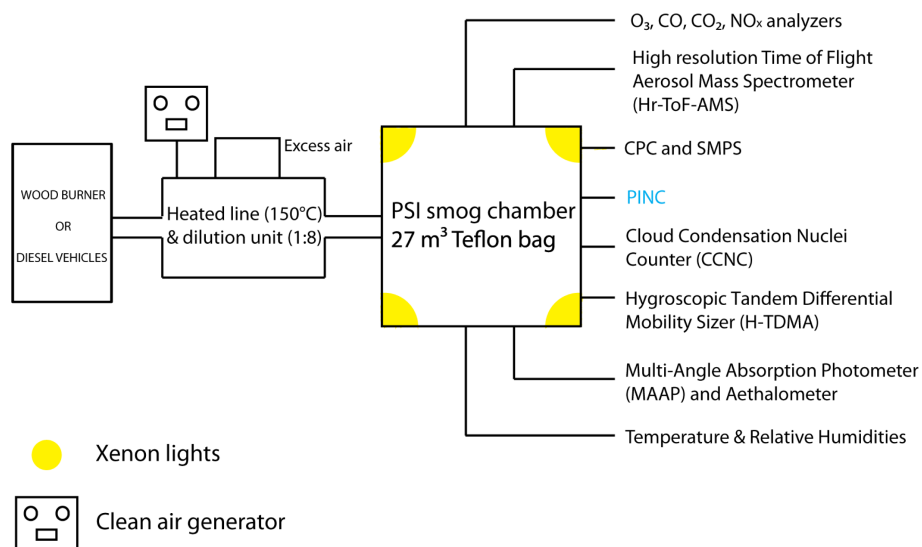 O₃, CO, CO₂, NOx analyzers
High resolution Time of Flight
Aerosol Mass Spectrometer
(Hr-ToF-AMS)
Excess air
CPC and SMPS
WOOD BURNER
OR
DIESEL VEHICLES
Heated line (150°C)
& dilution unit (1:8)
PSI smog chamber
27 m³ Teflon bag
PINC
Cloud Condensation Nuclei
Counter (CCNC)
Hygroscopic Tandem Differential
Mobility Sizer (H-TDMA)
Multi-Angle Absorption Photometer
(MAAP) and Aethalometer
Temperature & Relative Humidities
Xenon lights
Clean air generator